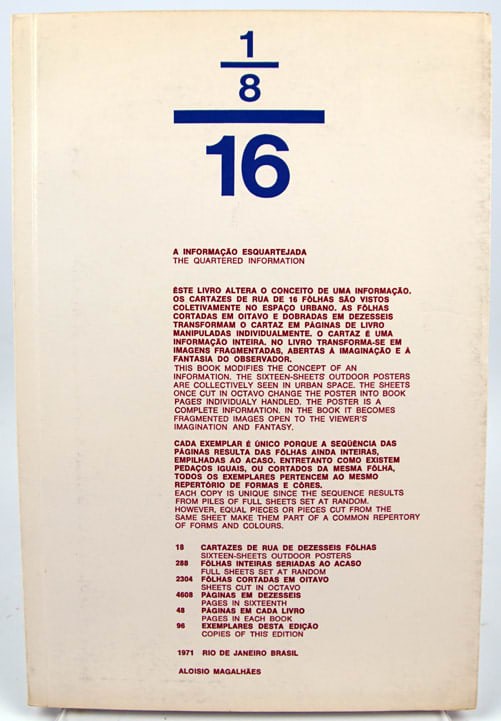 1
8
16
A INFORMAÇÃO ESQUARTEJADA
THE QUARTERED INFORMATION
ÊSTE LIVRO ALTERA O CONCEITO DE UMA INFORMAÇÃO.
OS CARTAZES DE RUA DE 16 FÔLHAS SÃO VISTOS
COLETIVAMENTE NO ESPAÇO URBANO. AS FÔLHAS
CORTADAS EM OITAVO E DOBRADAS EM DEZESSEIS
TRANSFORMAM O CARTAZ EM PÁGINAS DE LIVRO
MANIPULADAS INDIVIDUALMENTE. O CARTAZ É UMA
INFORMAÇÃO INTEIRA. NO LIVRO TRANSFORMA-SE EM
IMAGENS FRAGMENTADAS, ABERTAS À IMAGINAÇÃO E À
FANTASIA DO OBSERVADOR.
THIS BOOK MODIFIES THE CONCEPT OF AN
INFORMATION. THE SIXTEEN-SHEETS' OUTDOOR POSTERS
ARE COLLECTIVELY SEEN IN URBAN SPACE. THE SHEETS
ONCE CUT IN OCTAVO CHANGE THE POSTER INTO BOOK
PAGES INDIVIDUALY HANDLED. THE POSTER IS A
COMPLETE INFORMATION. IN THE BOOK IT BECOMES
FRAGMENTED IMAGES OPEN TO THE VIEWER'S
IMAGINATION AND FANTASY.
CADA EXEMPLAR É ÚNICO PORQUE A SEQÜÊNCIA DAS
PÁGINAS RESULTA DAS FÔLHAS AINDA INTEIRAS,
EMPILHADAS AO ACASO. ENTRETANTO COMO EXISTEM
PEDAÇOS IGUAIS, OU CORTADOS DA MESMA FÔLHA,
TODOS OS EXEMPLARES PERTENCEM AO MESMO
REPERTÓRIO DE FORMAS E CÔRES.
EACH COPY IS UNIQUE SINCE THE SEQUENCE RESULTS
FROM PILES OF FULL SHEETS SET AT RANDOM.
HOWEVER, EQUAL PIECES OR PIECES CUT FROM THE
SAME SHEET MAKE THEM PART OF A COMMON REPERTORY
OF FORMS AND COLOURS.
18 CARTAZES DE RUA DE DEZESSEIS FÔLHAS
SIXTEEN-SHEETS OUTDOOR POSTERS
288 FÔLHAS INTEIRAS SERIADAS AO ACASO
FULL SHEETS SET AT RANDOM
2304 FÔLHAS CORTADAS EM OITAVO
SHEETS CUT IN OCTAVO
4608 PÁGINAS EM DEZESSEIS
PAGES IN SIXTEENTH
48 PÁGINAS EM CADA LIVRO
PAGES IN EACH BOOK
96 EXEMPLARES DESTA EDIÇÃO
COPIES OF THIS EDITION
1971 RIO DE JANEIRO BRASIL
ALOISIO MAGALHÃES